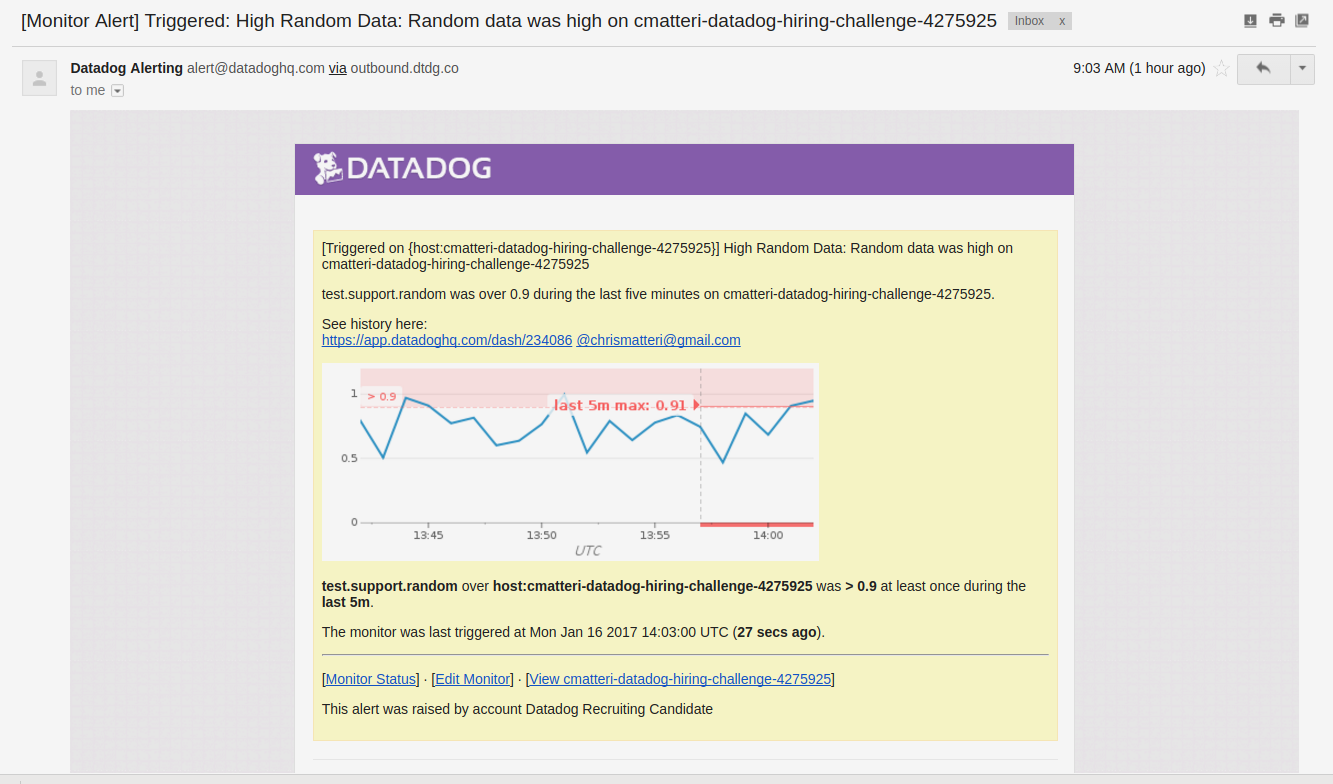 [Monitor Alert] Triggered: High Random Data: Random data was high on cmatteri-datadog-hiring-challenge-4275925 Inbox x
Datadog Alerting alert@datadoghq.com via outbound.dtdg.co 9:03 AM (1 hour ago)
to me
DATADOG
[Triggered on {host:cmatteri-datadog-hiring-challenge-4275925}] High Random Data: Random data was high on
cmatteri-datadog-hiring-challenge-4275925
test.support.random was over 0.9 during the last five minutes on cmatteri-datadog-hiring-challenge-4275925.
See history here:
https://app.datadoghq.com/dash/234086 @chrismatteri@gmail.com
1
> 0.9
last 5m max: 0.91
0.5
0
13:45 13:50 13:55 14:00
UTC
test.support.random over host:cmatteri-datadog-hiring-challenge-4275925 was > 0.9 at least once during the
last 5m.
The monitor was last triggered at Mon Jan 16 2017 14:03:00 UTC (27 secs ago).
[Monitor Status] · [Edit Monitor] · [View cmatteri-datadog-hiring-challenge-4275925]
This alert was raised by account Datadog Recruiting Candidate